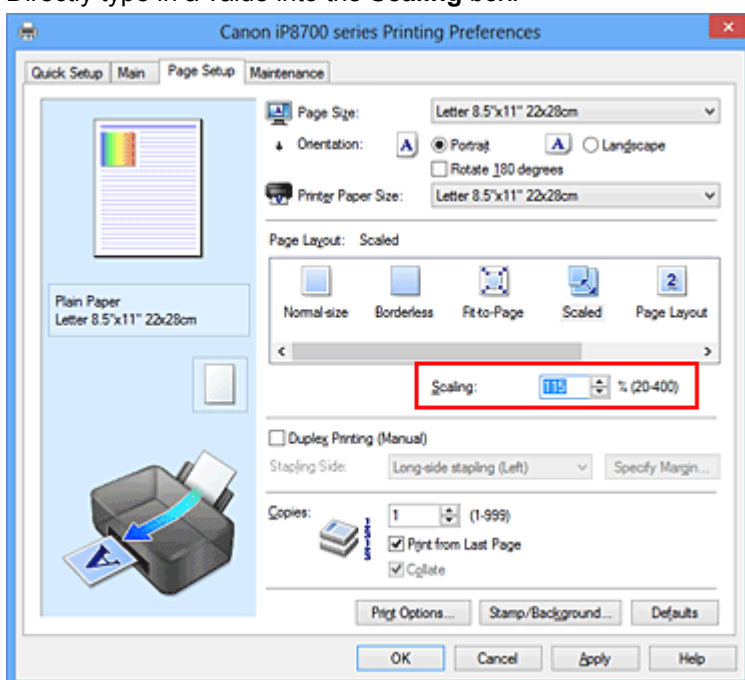 Directly type in a value into the Scaling box.
Canon iP8700 series Printing Preferences
Quick Setup Main Page Setup Maintenance
Page Size: Letter 8.5"x11" 22x28cm
Orientation: A Portrait A Landscape
Rotate 180 degrees
Printer Paper Size: Letter 8.5"x11" 22x28cm
Page Layout: Scaled
2
Normal-size Borderless Fit-to-Page Scaled Page Layout
Plain Paper
Letter 8.5"x11" 22x28cm
Scaling: 115 % (20-400)
Duplex Printing (Manual)
Stapling Side: Long-side stapling (Left) Specify Margin...
Copies: 1 (1-999)
Print from Last Page
Collate
A
Print Options... Stamp/Background... Defaults
OK Cancel Apply Help